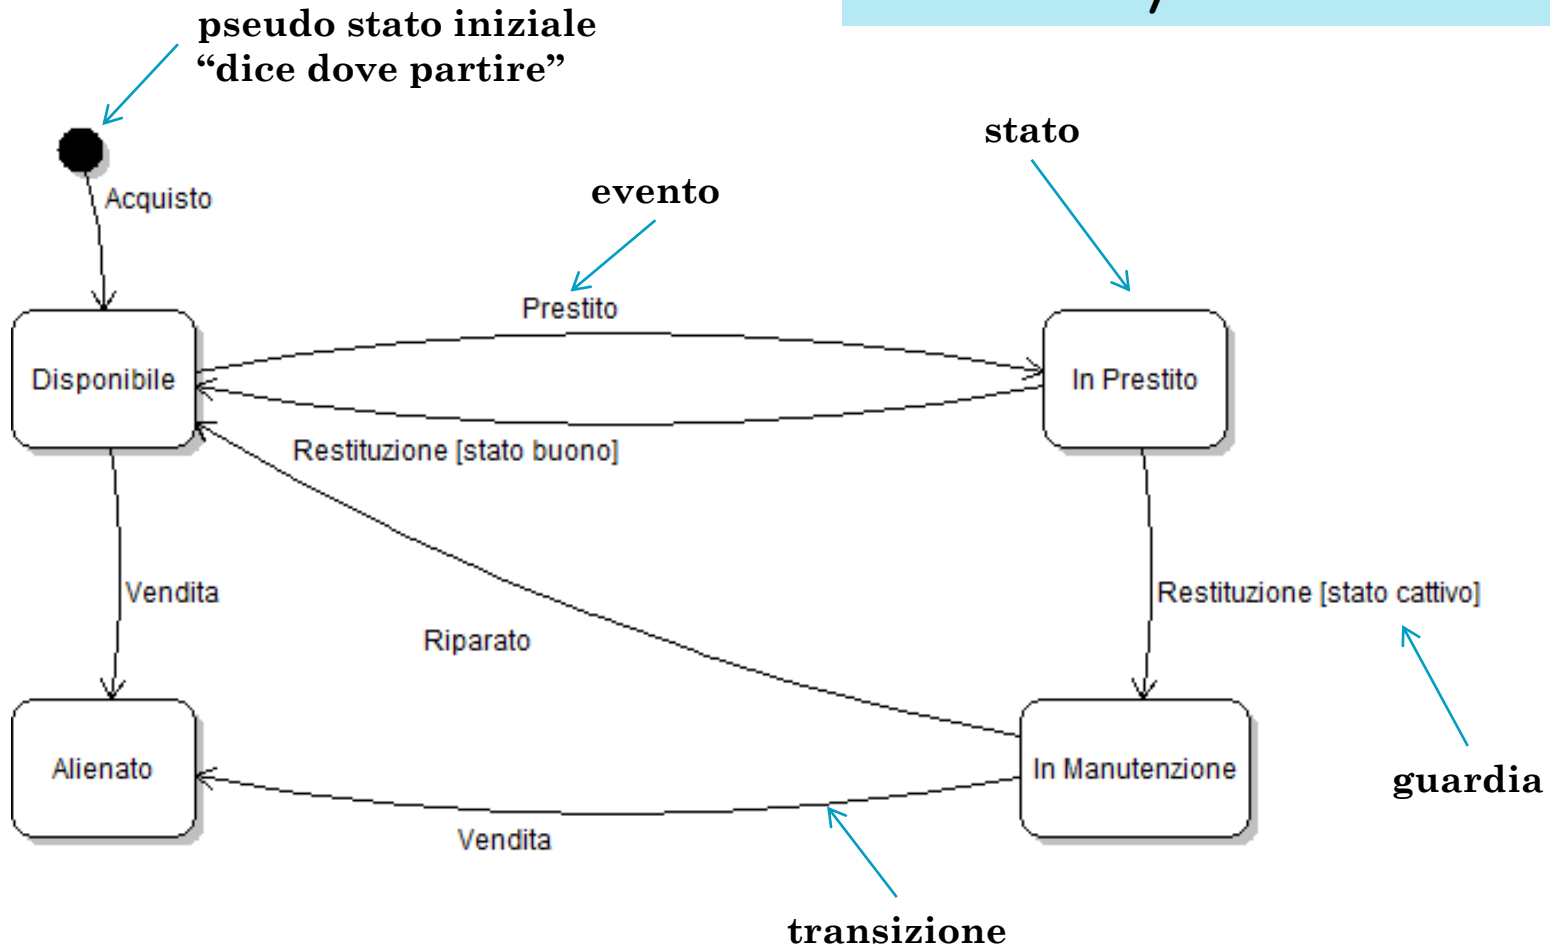 pseudo stato iniziale
“dice dove partire”
stato
Acquisto
evento
Prestito
Disponibile
In Prestito
Restituzione [stato buono]
Vendita
Restituzione [stato cattivo]
Riparato
Alienato
In Manutenzione
guardia
Vendita
transizione